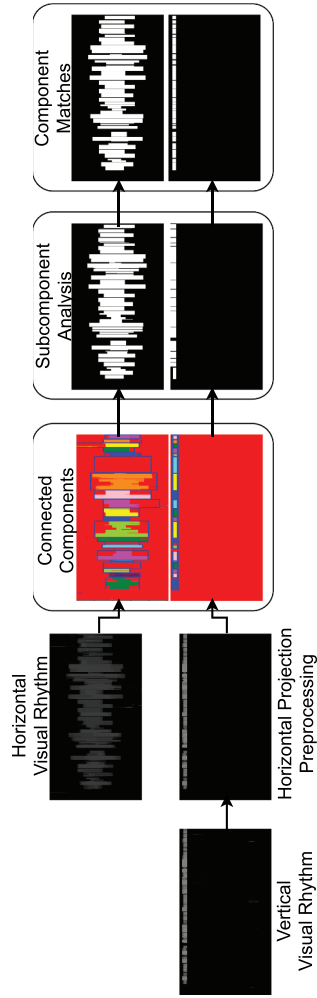 Component
Matches
Subcomponent
Analysis
Connected
Components
Horizontal
Visual Rhythm
Horizontal Projection
Preprocessing
Vertical
Visual Rhythm